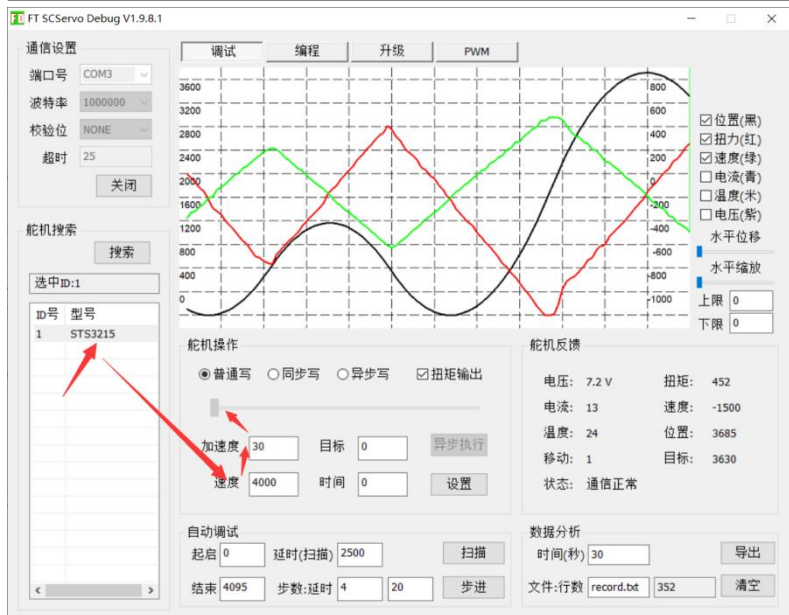 FT SCServo Debug V1.9.8.1
通信设置
端口号 COM3
波特率 1000000
校验位 NONE
超时 25
关闭
舵机搜索
搜索
选中ID:1
ID号 型号
1 STS3215
调试 编程 升级 PWM
3600 800
3200 600
2800 400
2400 200
2000 0
1600 -200
1200 -400
800 -600
400 -800
0 -1000
☑位置(黑)
☑扭力(红)
☑速度(绿)
☐电流(青)
☐温度(米)
☐电压(紫)
水平位移
水平缩放
上限 0
下限 0
舵机操作
普通写 同步写 异步写 ☑扭矩输出
加速度 30 目标 0 异步执行
速度 4000 时间 0 设置
舵机反馈
电压: 7.2 V 扭矩: 452
电流: 13 速度: -1500
温度: 24 位置: 3685
移动: 1 目标: 3630
状态: 通信正常
自动调试
起启 0 延时(扫描) 2500 扫描
结束 4095 步数:延时 4 20 步进
数据分析
时间(秒) 30 导出
文件:行数 record.txt 352 清空